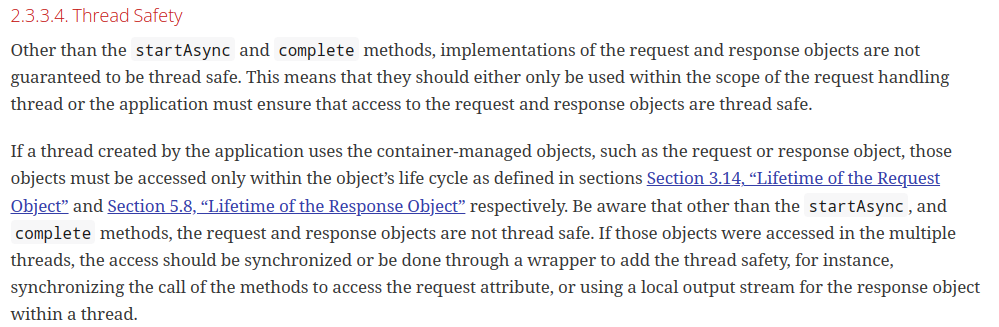 2.3.3.4. Thread Safety
Other than the startAsync and complete methods, implementations of the request and response objects are not
guaranteed to be thread safe. This means that they should either only be used within the scope of the request handling
thread or the application must ensure that access to the request and response objects are thread safe.
If a thread created by the application uses the container-managed objects, such as the request or response object, those
objects must be accessed only within the object’s life cycle as defined in sections Section 3.14, “Lifetime of the Request
Object” and Section 5.8, “Lifetime of the Response Object” respectively. Be aware that other than the startAsync, and
complete methods, the request and response objects are not thread safe. If those objects were accessed in the multiple
threads, the access should be synchronized or be done through a wrapper to add the thread safety, for instance,
synchronizing the call of the methods to access the request attribute, or using a local output stream for the response object
within a thread.